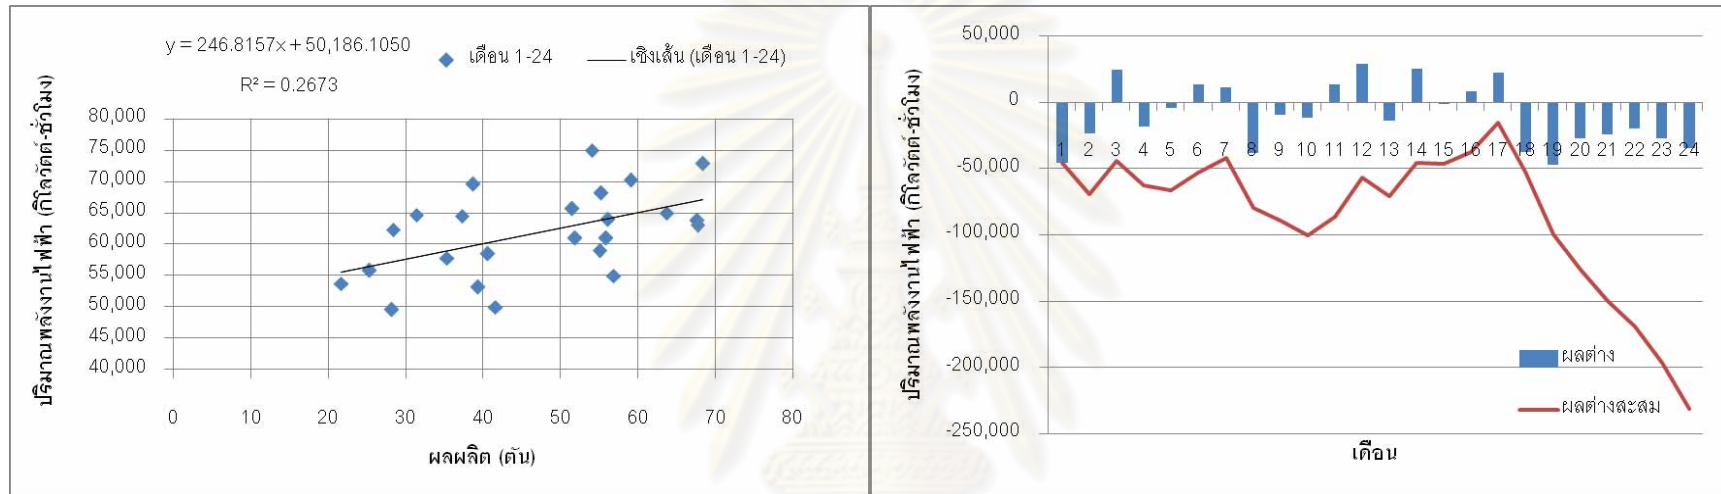 y = 246.8157x + 50,186.1050
R² = 0.2673
เดือน 1-24
เชิงเส้น (เดือน 1-24)
ปริมาณพลังงานไฟฟ้า (กิโลวัตต์-ชั่วโมง)
80,000
75,000
70,000
65,000
60,000
55,000
50,000
45,000
40,000
0 10 20 30 40 50 60 70 80
ผลผลิต (ตัน)
ปริมาณพลังงานไฟฟ้า (กิโลวัตต์-ชั่วโมง)
50,000
0
-50,000
-100,000
-150,000
-200,000
-250,000
1 2 3 4 5 6 7 8 9 10 11 12 13 14 15 16 17 18 19 20 21 22 23 24
ผลต่าง
ผลต่างสะสม
เดือน